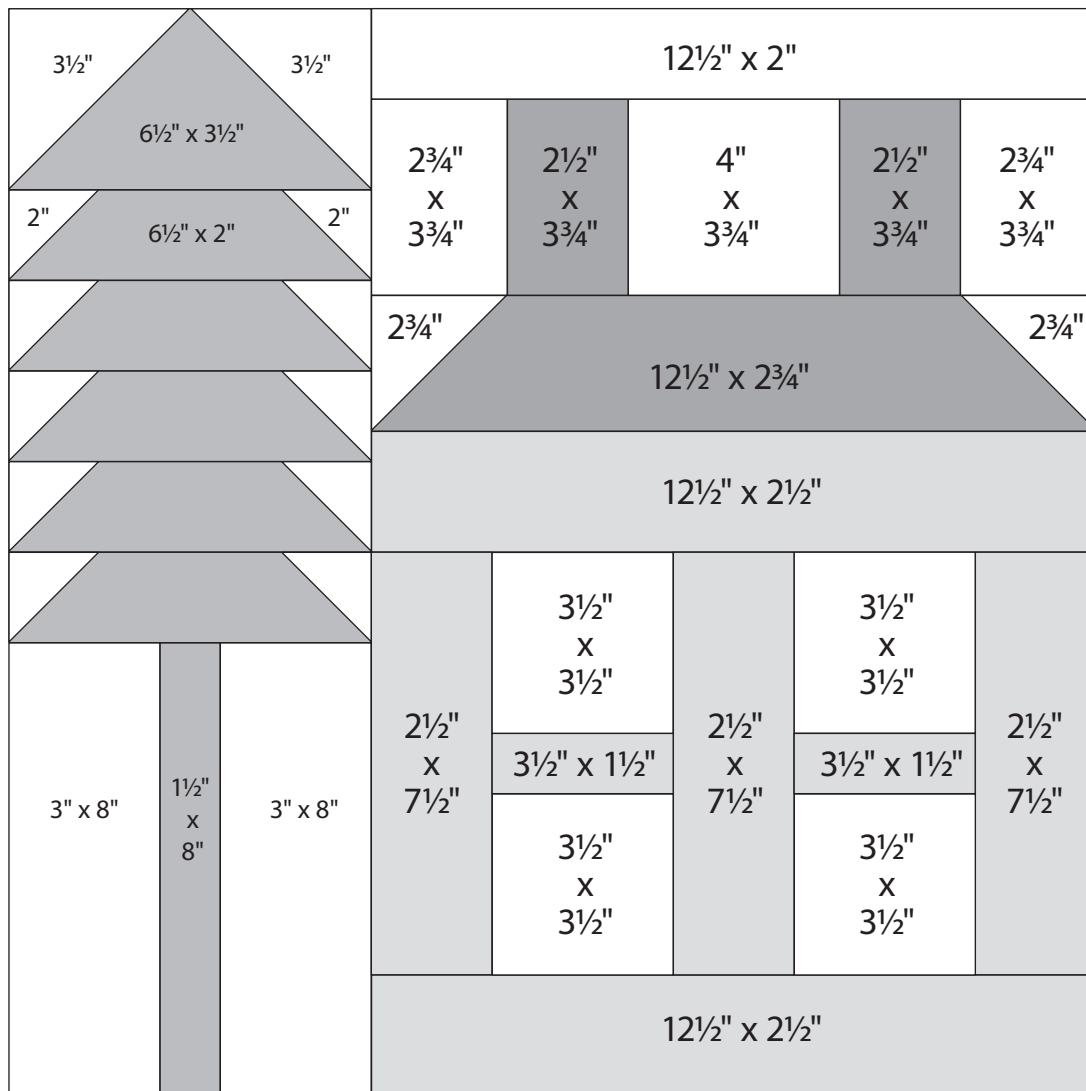 3½"
3½"
6½" x 3½"
2"
6½" x 2"
2"
3" x 8"
1½"
x
8"
3" x 8"
12½" x 2"
2¾"
x
3¾"
2½"
x
3¾"
4"
x
3¾"
2½"
x
3¾"
2¾"
x
3¾"
2¾"
12½" x 2¾"
2¾"
12½" x 2½"
2½"
x
7½"
3½"
x
3½"
3½" x 1½"
3½"
x
3½"
2½"
x
7½"
3½"
x
3½"
3½" x 1½"
3½"
x
3½"
2½"
x
7½"
12½" x 2½"